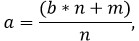 a = (b * n + m) / n,